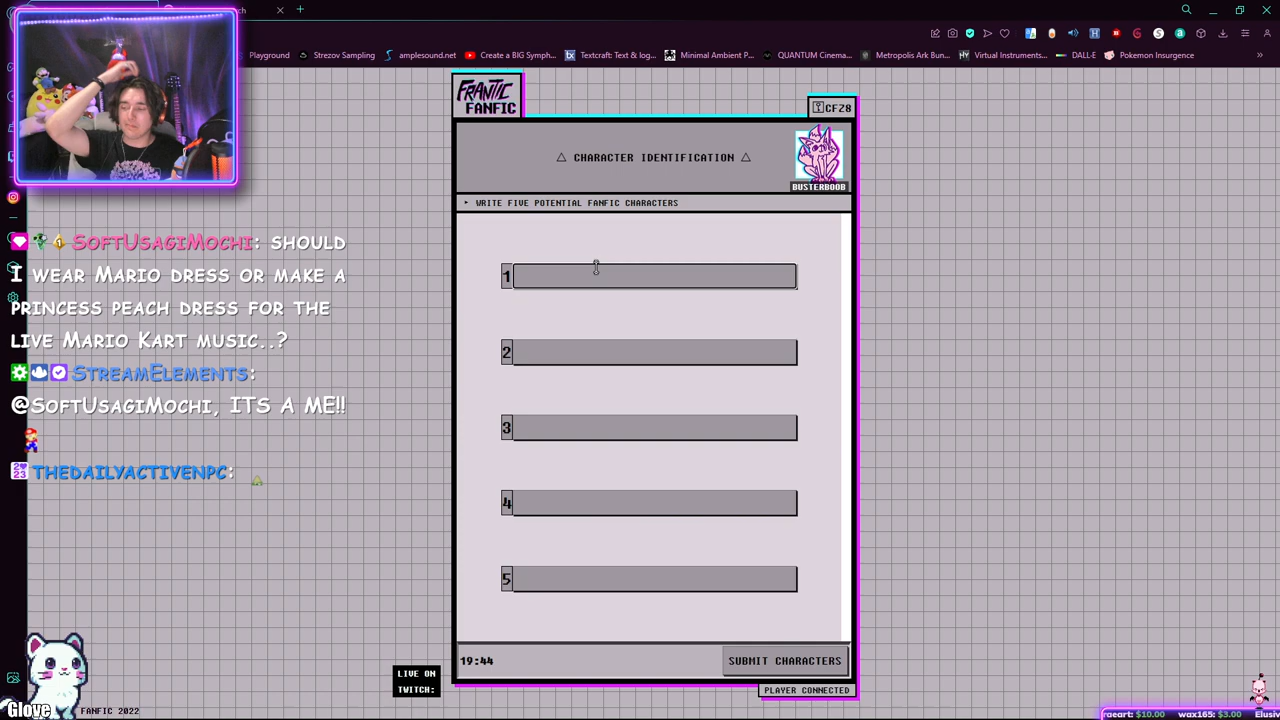 Playground
Strezov Sampling
amplesound.net
Create a BIG Symph...
Textcraft: Text & log...
Minimal Ambient P...
QUANTUM Cinema...
Metropolis Ark Bun...
Virtual Instruments...
DALL-E
Pokemon Insurgence
FRANTIC
FANFIC
CFZ8
△ CHARACTER IDENTIFICATION △
BUSTERBOOB
WRITE FIVE POTENTIAL FANFIC CHARACTERS
SoftUsagiMochi: should
I wear Mario dress or make a
princess peach dress for the
live Mario Kart music..?
StreamElements:
@SoftUsagiMochi, ITS A ME!!
THEDAILYACTIVENPC:
1
2
3
4
5
19:44
SUBMIT CHARACTERS
LIVE ON
TWITCH:
PLAYER CONNECTED
Glove
FANFIC 2022
raeart: $10.00
wax165: $3.00
Elusiv